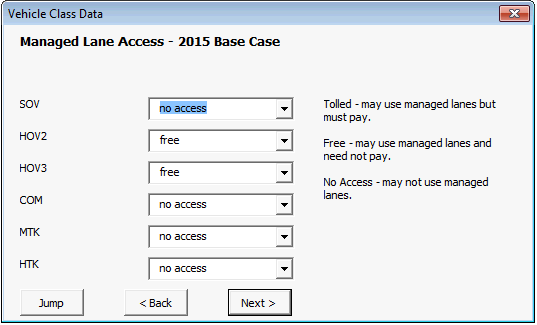 Vehicle Class Data
Managed Lane Access - 2015 Base Case
SOV no access
HOV2 free
HOV3 free
COM no access
MTK no access
HTK no access
Tolled - may use managed lanes but
must pay.
Free - may use managed lanes and
need not pay.
No Access - may not use managed
lanes.
Jump < Back Next >